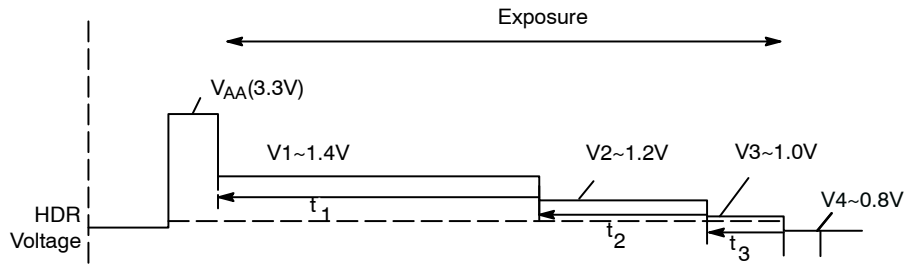 Exposure
VAA(3.3V)
V1~1.4V
V2~1.2V
V3~1.0V
V4~0.8V
HDR
Voltage
t1
t2
t3